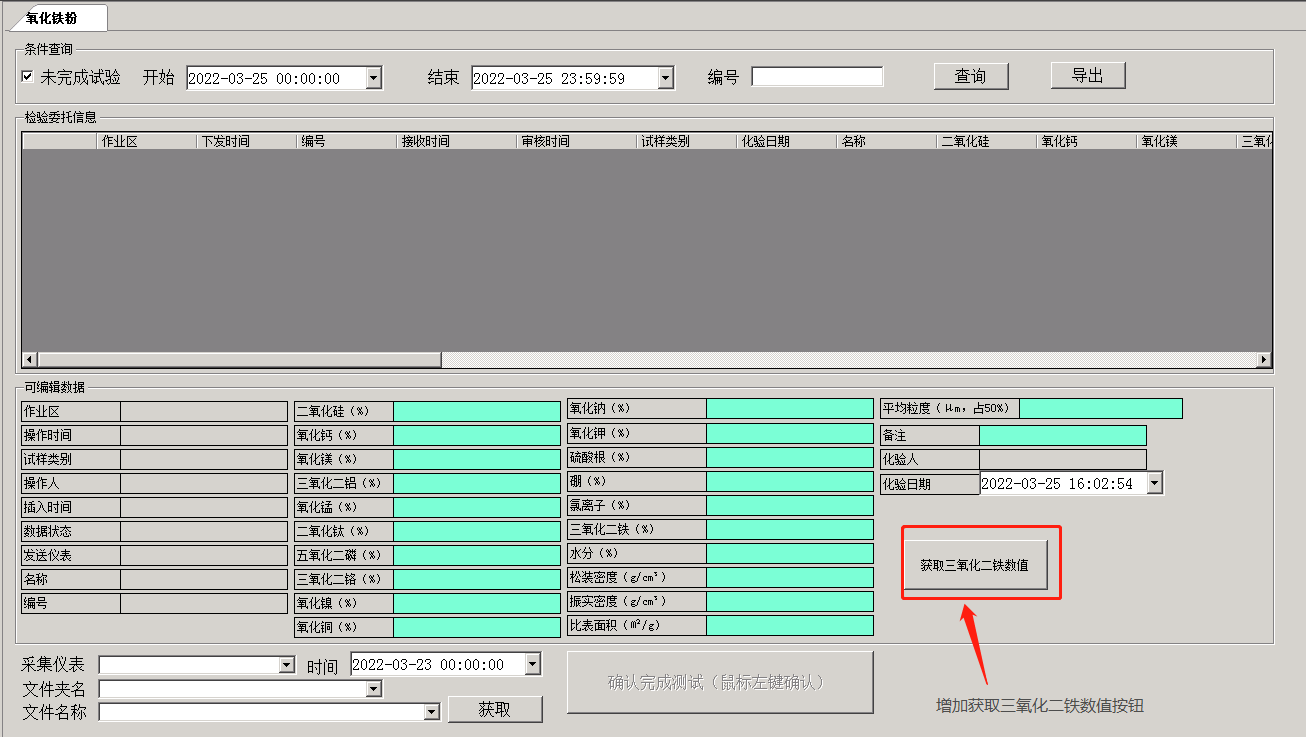 氧化铁粉
条件查询
未完成试验 开始 2022-03-25 00:00:00 结束 2022-03-25 23:59:59 编号 查询 导出
检验委托信息
作业区 下发时间 编号 接收时间 审核时间 试样类别 化验日期 名称 二氧化硅 氧化钙 氧化镁 三氧化
可编辑数据
作业区
操作时间
试样类别
操作人
插入时间
数据状态
发送仪表
名称
编号
二氧化硅（%）
氧化钙（%）
氧化镁（%）
三氧化二铝（%）
氧化锰（%）
二氧化钛（%）
五氧化二磷（%）
三氧化二铬（%）
氧化镍（%）
氧化铜（%）
氧化钠（%）
氧化钾（%）
硫酸根（%）
硼（%）
氯离子（%）
三氧化二铁（%）
水分（%）
松装密度（g/cm³）
振实密度（g/cm³）
比表面积（m²/g）
平均粒度（μm，占50%）
备注
化验人
化验日期 2022-03-25 16:02:54
获取三氧化二铁数值
采集仪表 时间 2022-03-23 00:00:00
文件夹名
文件名称 获取
确认完成测试（鼠标左键确认）
增加获取三氧化二铁数值按钮